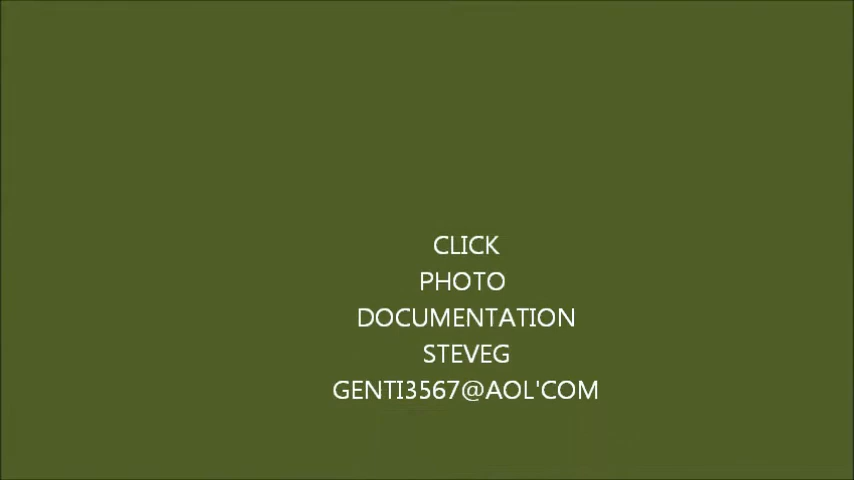 CLICK
PHOTO
DOCUMENTATION
STEVEG
GENTI3567@AOL'COM